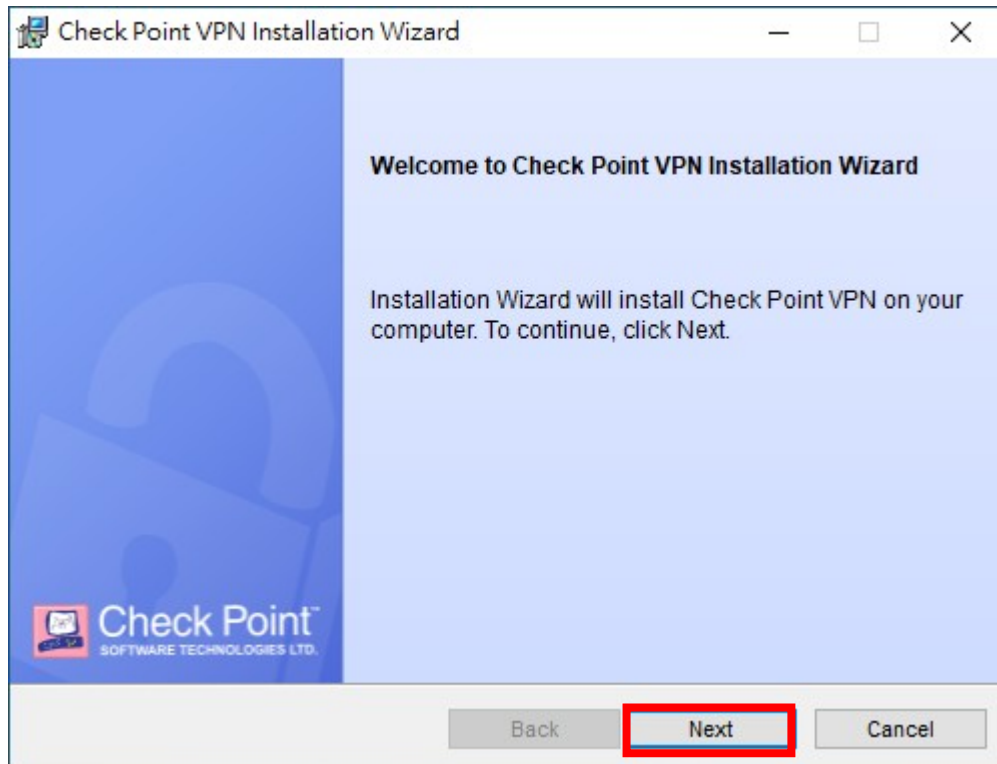 Check Point VPN Installation Wizard
Welcome to Check Point VPN Installation Wizard
Installation Wizard will install Check Point VPN on your
computer. To continue, click Next.
Check Point™
SOFTWARE TECHNOLOGIES LTD.
Back Next Cancel